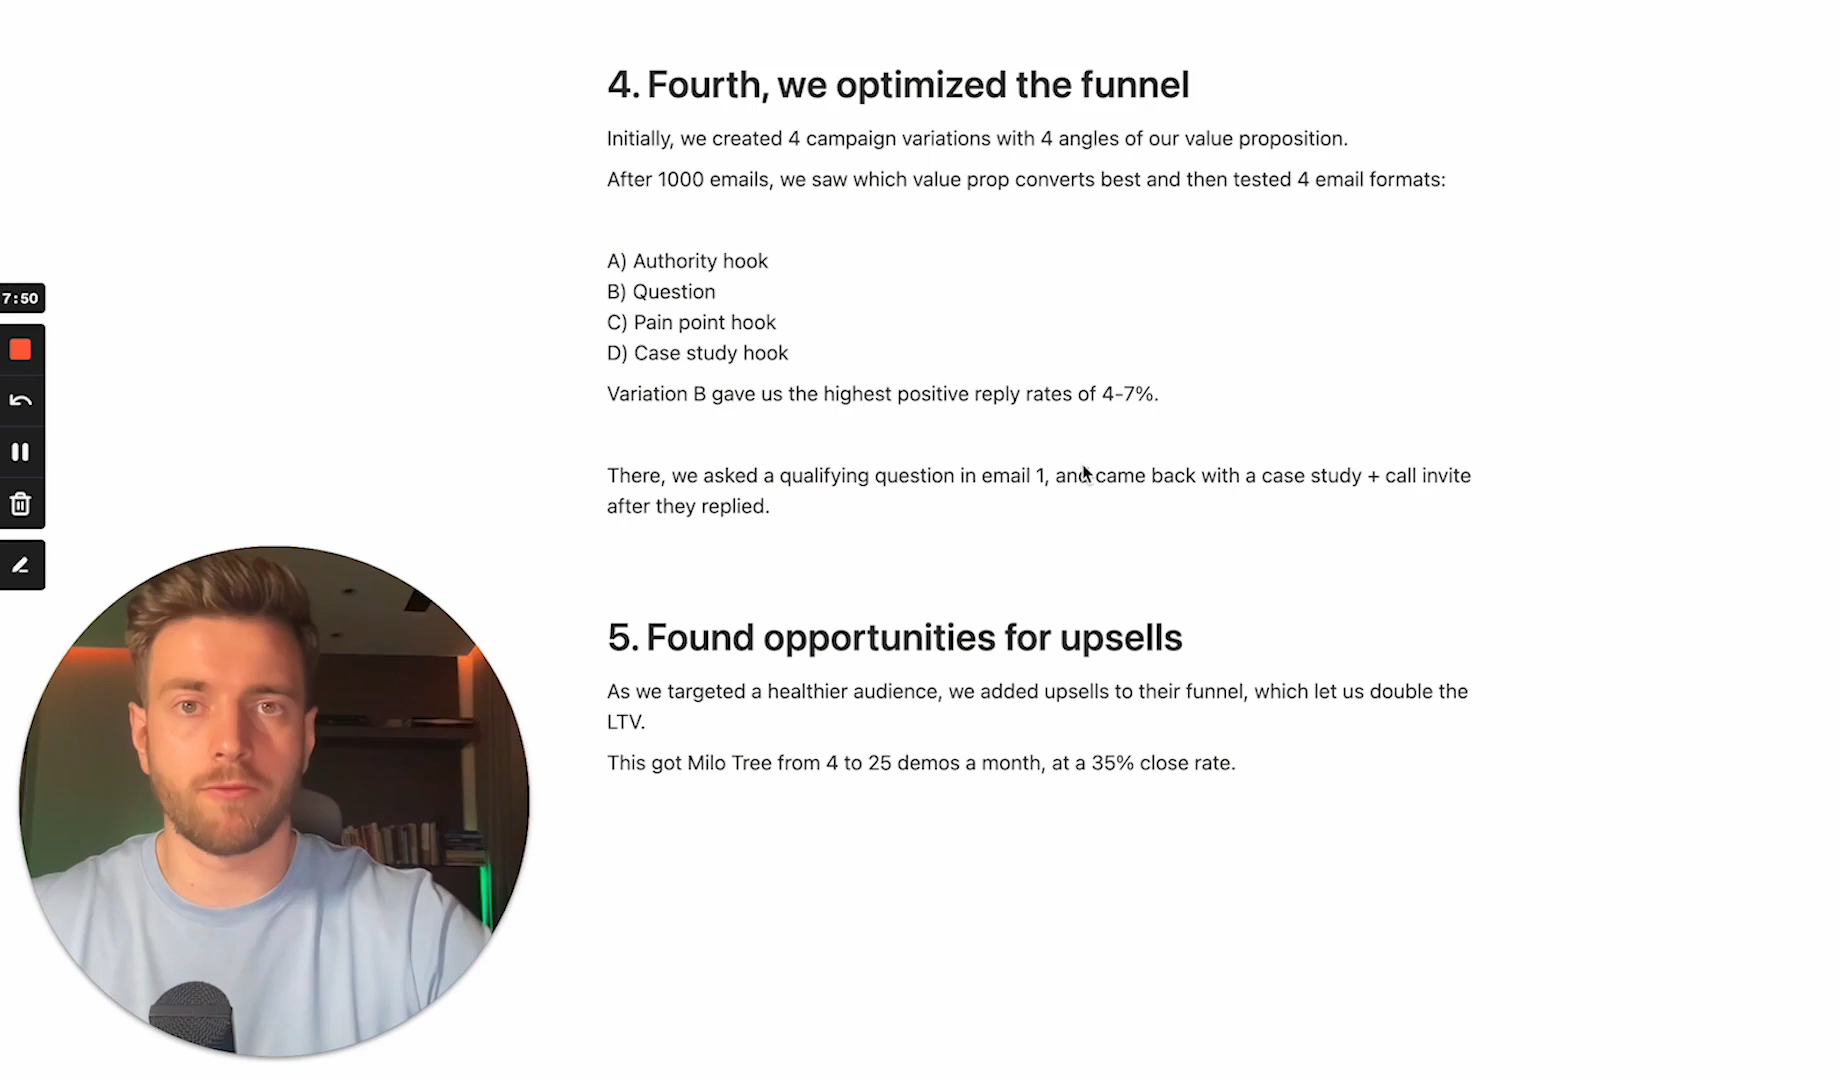 4. Fourth, we optimized the funnel
Initially, we created 4 campaign variations with 4 angles of our value proposition.
After 1000 emails, we saw which value prop converts best and then tested 4 email formats:
A) Authority hook
B) Question
C) Pain point hook
D) Case study hook
Variation B gave us the highest positive reply rates of 4-7%.
There, we asked a qualifying question in email 1, and came back with a case study + call invite
after they replied.
7:50
5. Found opportunities for upsells
As we targeted a healthier audience, we added upsells to their funnel, which let us double the
LTV.
This got Milo Tree from 4 to 25 demos a month, at a 35% close rate.